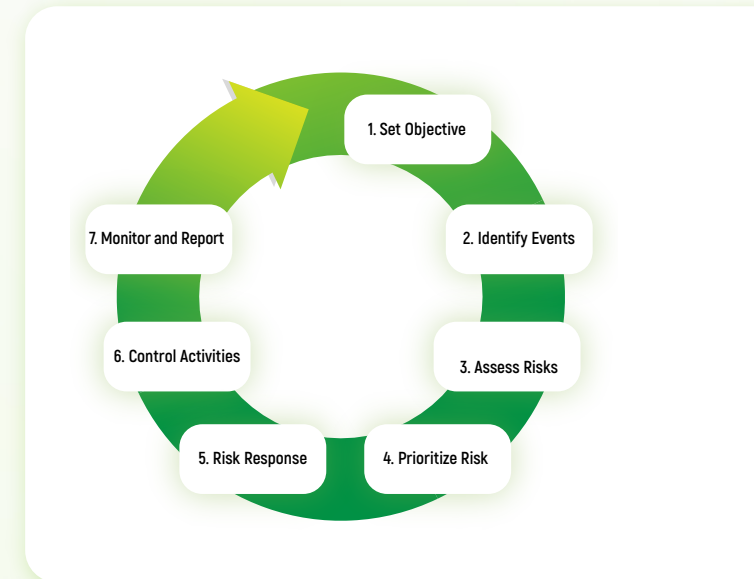 1. Set Objective
2. Identify Events
3. Assess Risks
4. Prioritize Risk
5. Risk Response
6. Control Activities
7. Monitor and Report